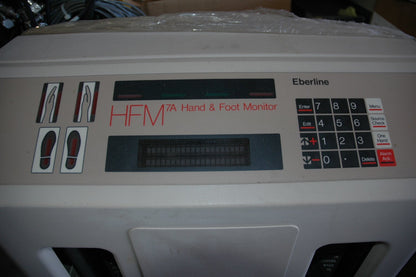 Eberline
HFM 7A Hand & Foot Monitor
Enter 7 8 9 Menu
Edit 4 5 6 Source Check
+ 1 2 3 One Hand
- 0 . Delete Alarm Ack.